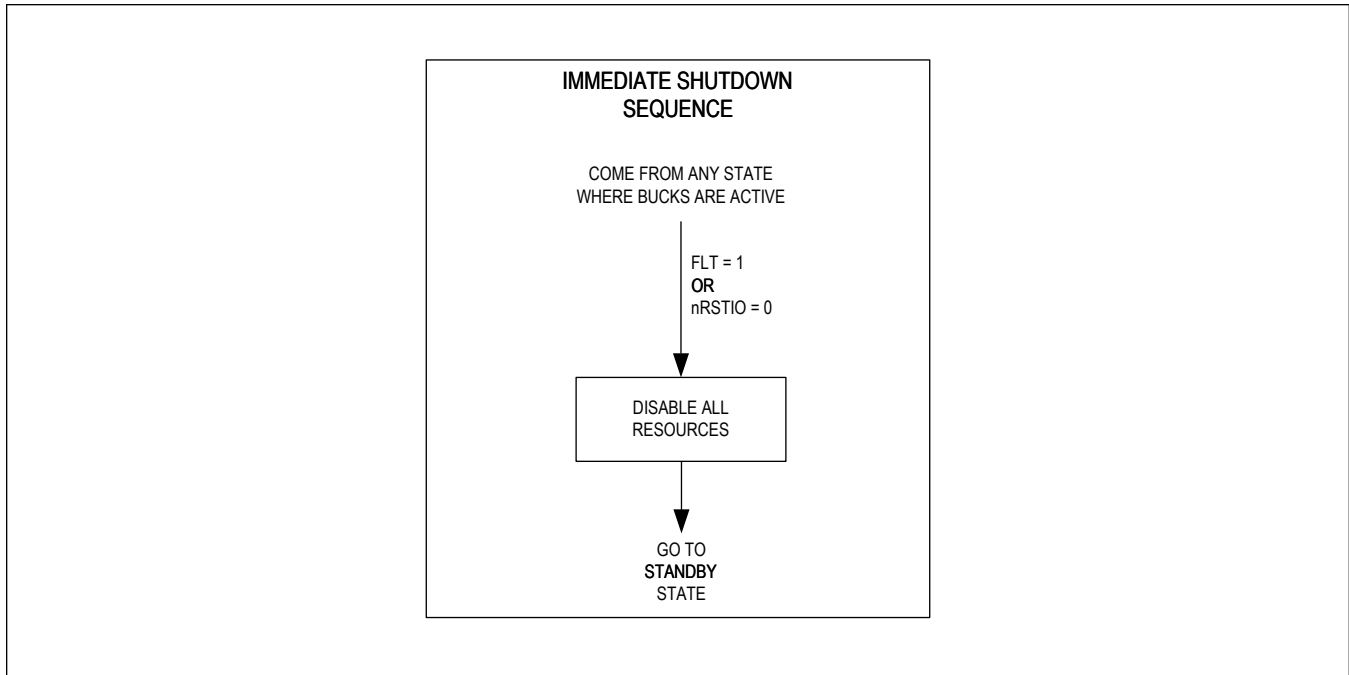 IMMEDIATE SHUTDOWN
SEQUENCE
COME FROM ANY STATE
WHERE BUCKS ARE ACTIVE
FLT = 1
OR
nRSTIO = 0
DISABLE ALL
RESOURCES
GO TO
STANDBY
STATE